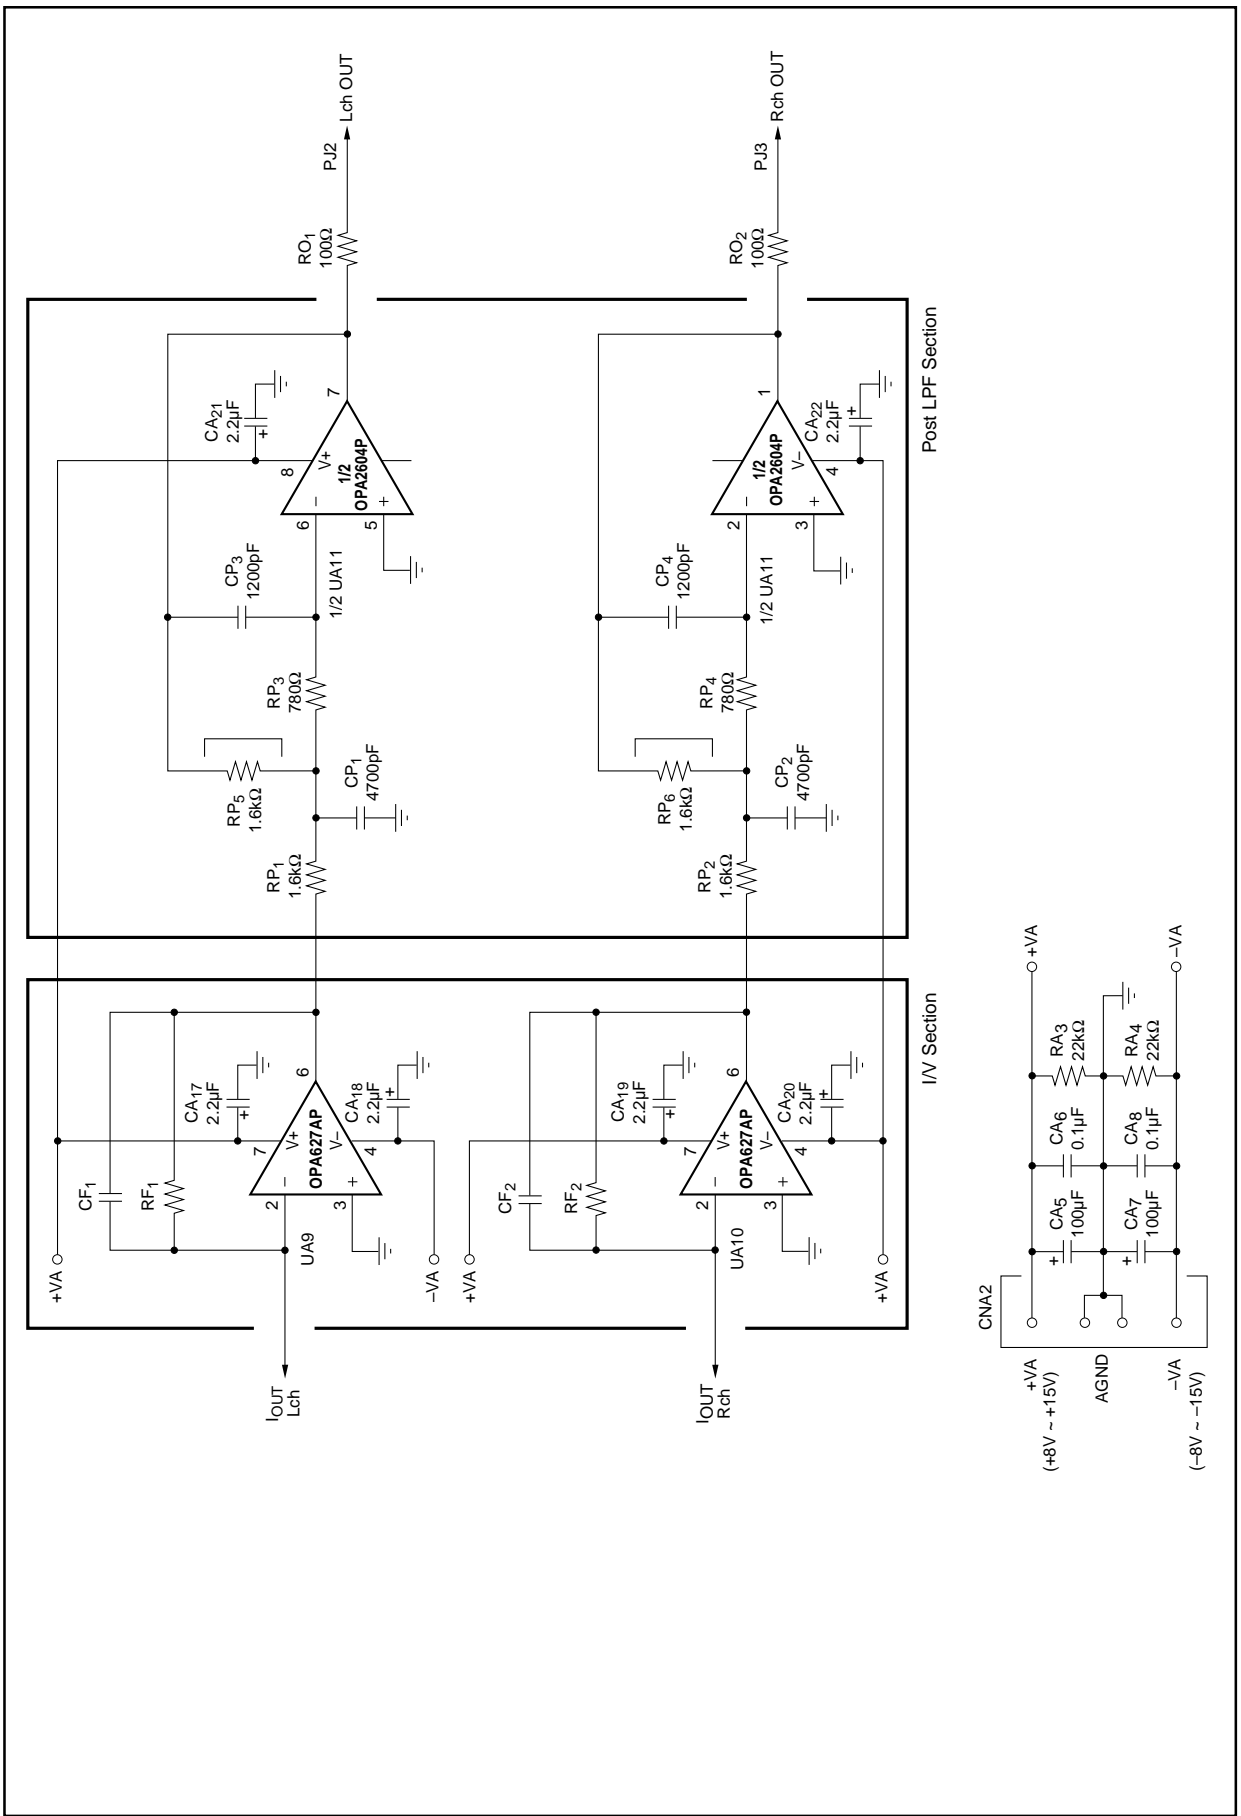 PJ2
Lch OUT
RO1
100Ω
CA21
2.2µF
+
8
V+
7
1/2
OPA2604P
6
−
5
+
CP3
1200pF
1/2 UA11
RP3
780Ω
RP5
1.6kΩ
CP1
4700pF
RP1
1.6kΩ
PJ3
Rch OUT
RO2
100Ω
1
1/2
OPA2604P
V−
4
CA22
2.2µF
+
2
−
3
+
CP4
1200pF
1/2 UA11
RP4
780Ω
RP6
1.6kΩ
CP2
4700pF
RP2
1.6kΩ
Post LPF Section
+VA
CF1
RF1
CA17
2.2µF
+
7
V+
6
OPA627AP
V−
4
CA18
2.2µF
+
2
−
3
+
UA9
−VA
IOUT
Lch
+VA
CF2
RF2
CA19
2.2µF
+
7
V+
6
OPA627AP
V−
4
CA20
2.2µF
+
2
−
3
+
UA10
+VA
IOUT
Rch
I/V Section
CNA2
+VA
(+8V ~ +15V)
AGND
−VA
(−8V ~ −15V)
+
CA5
100µF
+
CA7
100µF
CA6
0.1µF
CA8
0.1µF
RA3
22kΩ
RA4
22kΩ
+VA
−VA